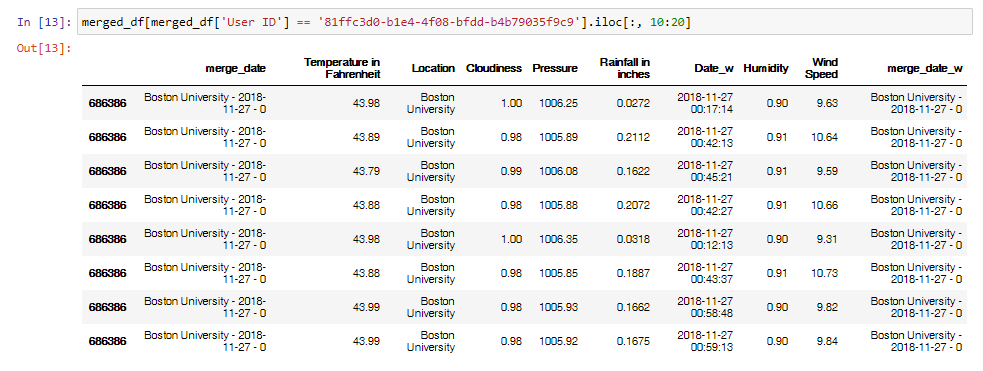 In [13]: merged_df[merged_df['User ID'] == '81ffc3d0-b1e4-4f08-bfdd-b4b79035f9c9'].iloc[:, 10:20]
Out[13]:
merge_date Temperature in Fahrenheit Location Cloudiness Pressure Rainfall in inches Date_w Humidity Wind Speed merge_date_w
686386 Boston University - 2018-11-27 - 0 43.98 Boston University 1.00 1006.25 0.0272 2018-11-27 00:17:14 0.90 9.63 Boston University - 2018-11-27 - 0
686386 Boston University - 2018-11-27 - 0 43.89 Boston University 0.98 1005.89 0.2112 2018-11-27 00:42:13 0.91 10.64 Boston University - 2018-11-27 - 0
686386 Boston University - 2018-11-27 - 0 43.79 Boston University 0.99 1006.08 0.1622 2018-11-27 00:45:21 0.91 9.59 Boston University - 2018-11-27 - 0
686386 Boston University - 2018-11-27 - 0 43.88 Boston University 0.98 1005.88 0.2072 2018-11-27 00:42:27 0.91 10.66 Boston University - 2018-11-27 - 0
686386 Boston University - 2018-11-27 - 0 43.98 Boston University 1.00 1006.35 0.0318 2018-11-27 00:12:13 0.90 9.31 Boston University - 2018-11-27 - 0
686386 Boston University - 2018-11-27 - 0 43.88 Boston University 0.98 1005.85 0.1887 2018-11-27 00:43:37 0.91 10.73 Boston University - 2018-11-27 - 0
686386 Boston University - 2018-11-27 - 0 43.99 Boston University 0.98 1005.93 0.1662 2018-11-27 00:58:48 0.90 9.82 Boston University - 2018-11-27 - 0
686386 Boston University - 2018-11-27 - 0 43.99 Boston University 0.98 1005.92 0.1675 2018-11-27 00:59:13 0.90 9.84 Boston University - 2018-11-27 - 0